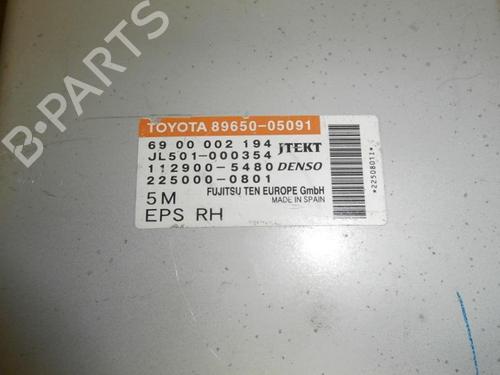 TOYOTA 89650-05091
69 00 002 194 JTEKT
JL501-000354
112900-5480 DENSO
225000-0801
5M FUJITSU TEN EUROPE GmbH
MADE IN SPAIN
EPS RH
*22508011*
B-PARTS